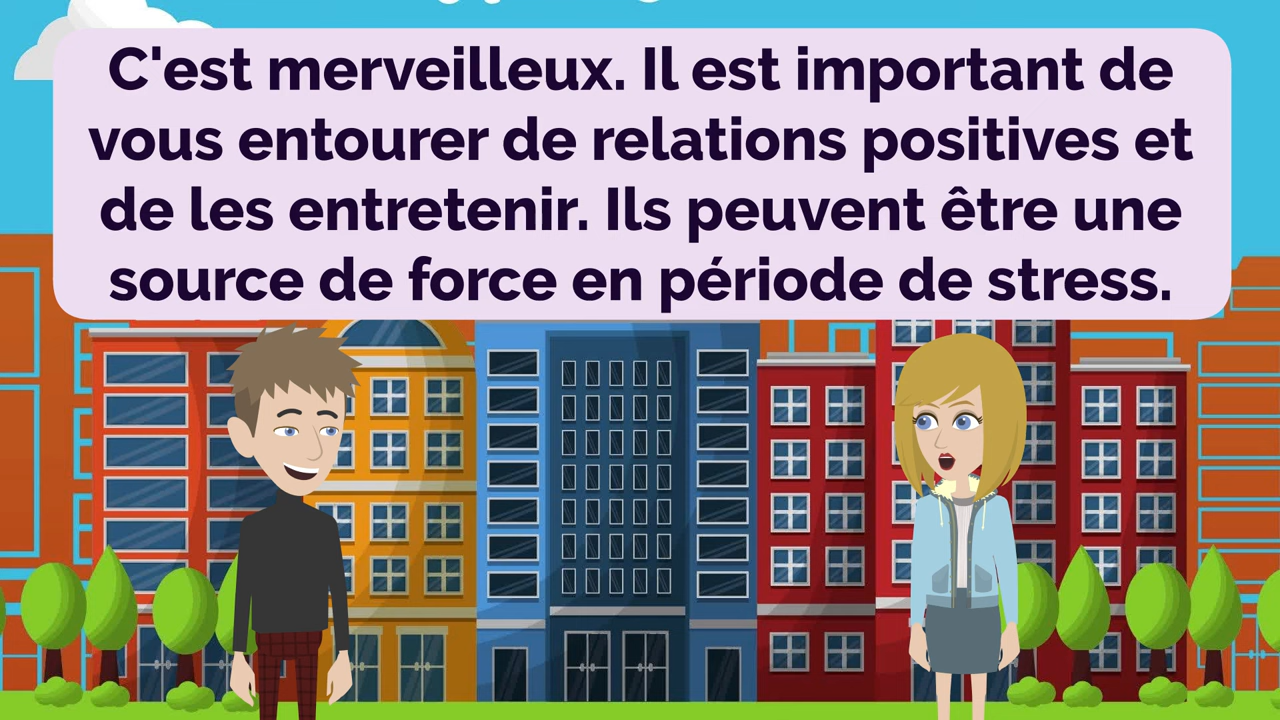 C'est merveilleux. Il est important de
vous entourer de relations positives et
de les entretenir. Ils peuvent être une
source de force en période de stress.